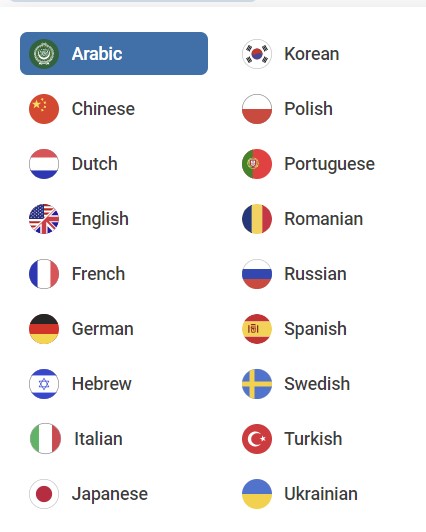 Arabic
Chinese
Dutch
English
French
German
Hebrew
Italian
Japanese
Korean
Polish
Portuguese
Romanian
Russian
Spanish
Swedish
Turkish
Ukrainian